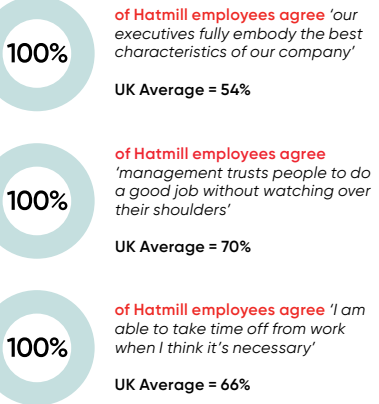 100%
of Hatmill employees agree ‘our
executives fully embody the best
characteristics of our company’
UK Average = 54%
100%
of Hatmill employees agree
‘management trusts people to do
a good job without watching over
their shoulders’
UK Average = 70%
100%
of Hatmill employees agree ‘I am
able to take time off from work
when I think it’s necessary’
UK Average = 66%